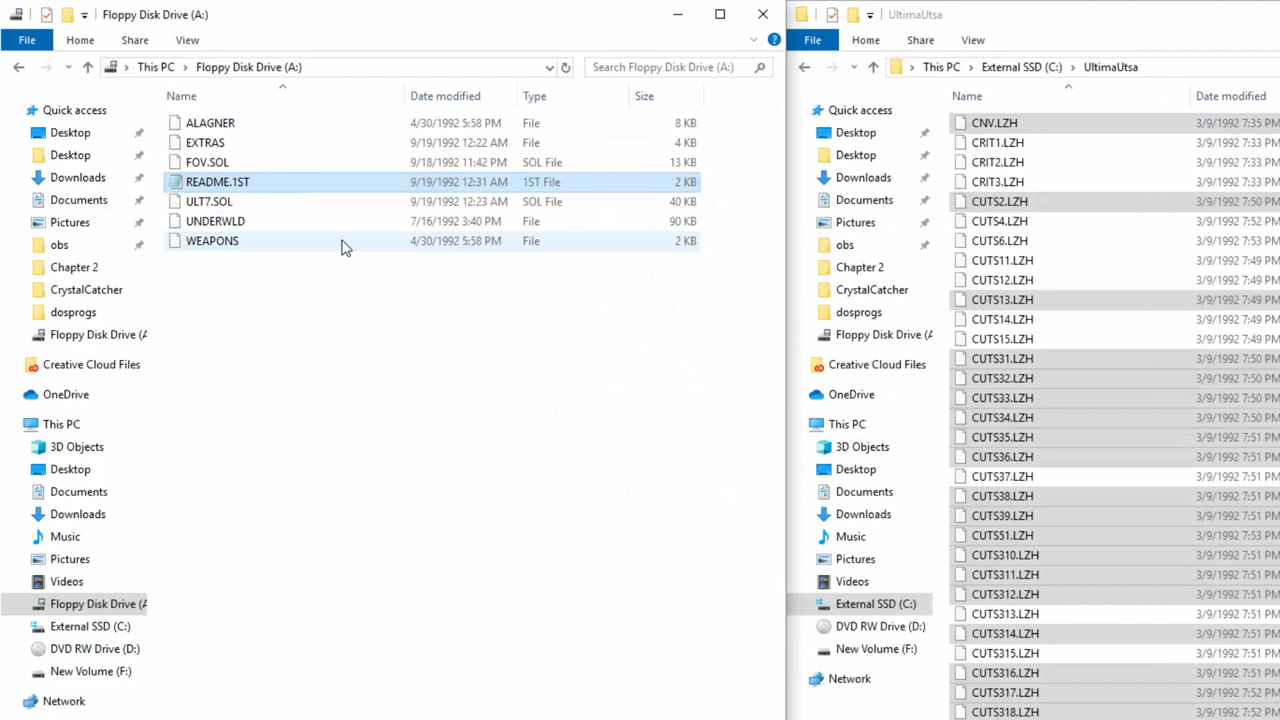 Floppy Disk Drive (A:)
File Home Share View
This PC Floppy Disk Drive (A:)
Search Floppy Disk Drive (A:)
Name Date modified Type Size
ALAGNER 4/30/1992 5:58 PM File 8 KB
EXTRAS 9/19/1992 12:22 AM File 4 KB
FOV.SOL 9/18/1992 11:42 PM SOL File 13 KB
README.1ST 9/19/1992 12:31 AM 1ST File 2 KB
ULT7.SOL 9/19/1992 12:23 AM SOL File 40 KB
UNDERWLD 7/16/1992 3:40 PM File 90 KB
WEAPONS 4/30/1992 5:58 PM File 2 KB
Quick access
Desktop
Desktop
Downloads
Documents
Pictures
obs
Chapter 2
CrystalCatcher
dosprogs
Floppy Disk Drive (A
Creative Cloud Files
OneDrive
This PC
3D Objects
Desktop
Documents
Downloads
Music
Pictures
Videos
Floppy Disk Drive (A
External SSD (C:)
DVD RW Drive (D:)
New Volume (F:)
Network
UltimaUtsa
File Home Share View
This PC External SSD (C:) UltimaUtsa
Name Date modified
Quick access
Desktop
Desktop
Downloads
Documents
Pictures
obs
Chapter 2
CrystalCatcher
dosprogs
Floppy Disk Drive (A
Creative Cloud Files
OneDrive
This PC
3D Objects
Desktop
Documents
Downloads
Music
Pictures
Videos
External SSD (C:)
DVD RW Drive (D:)
New Volume (F:)
Network
CNV.LZH 3/9/1992 7:35 PM
CRIT1.LZH 3/9/1992 7:33 PM
CRIT2.LZH 3/9/1992 7:33 PM
CRIT3.LZH 3/9/1992 7:33 PM
CUTS2.LZH 3/9/1992 7:50 PM
CUTS4.LZH 3/9/1992 7:53 PM
CUTS6.LZH 3/9/1992 7:53 PM
CUTS11.LZH 3/9/1992 7:49 PM
CUTS12.LZH 3/9/1992 7:49 PM
CUTS13.LZH 3/9/1992 7:49 PM
CUTS14.LZH 3/9/1992 7:49 PM
CUTS15.LZH 3/9/1992 7:49 PM
CUTS31.LZH 3/9/1992 7:50 PM
CUTS32.LZH 3/9/1992 7:50 PM
CUTS33.LZH 3/9/1992 7:50 PM
CUTS34.LZH 3/9/1992 7:50 PM
CUTS35.LZH 3/9/1992 7:51 PM
CUTS36.LZH 3/9/1992 7:51 PM
CUTS37.LZH 3/9/1992 7:51 PM
CUTS38.LZH 3/9/1992 7:51 PM
CUTS39.LZH 3/9/1992 7:51 PM
CUTS51.LZH 3/9/1992 7:53 PM
CUTS310.LZH 3/9/1992 7:51 PM
CUTS311.LZH 3/9/1992 7:51 PM
CUTS312.LZH 3/9/1992 7:51 PM
CUTS313.LZH 3/9/1992 7:51 PM
CUTS314.LZH 3/9/1992 7:51 PM
CUTS315.LZH 3/9/1992 7:51 PM
CUTS316.LZH 3/9/1992 7:51 PM
CUTS317.LZH 3/9/1992 7:51 PM
CUTS318.LZH 3/9/1992 7:52 PM